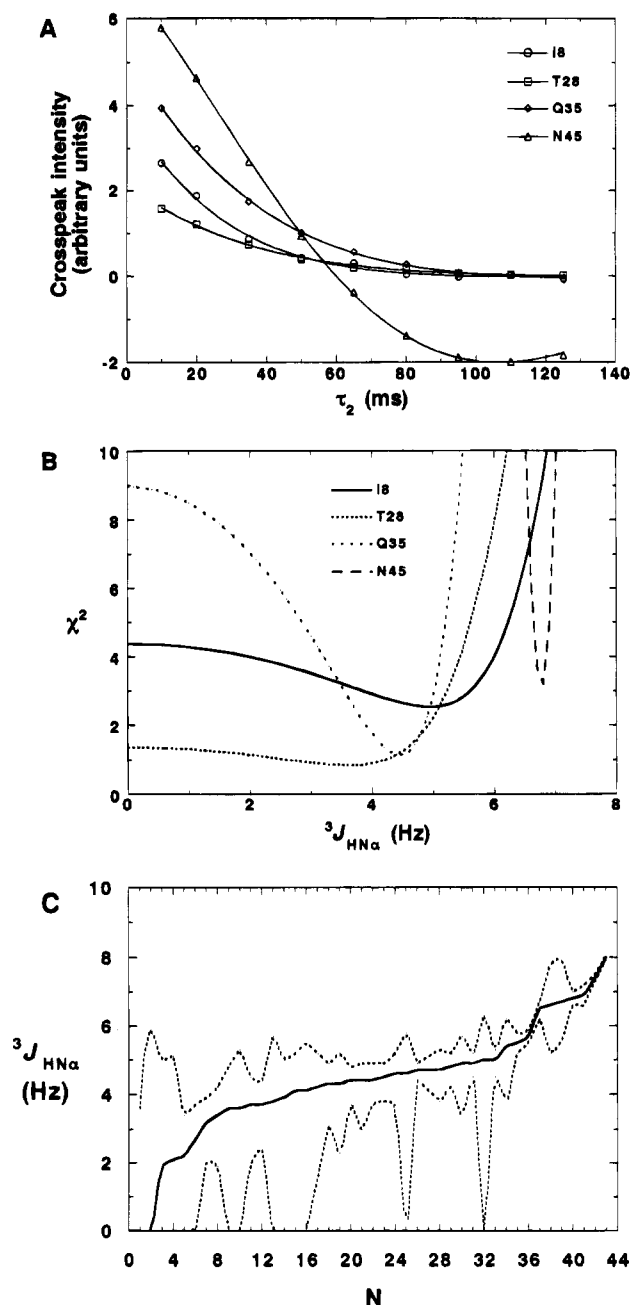 A
Crosspeak intensity
(arbitrary units)
6
4
2
0
-2
I8
T28
Q35
N45
0 20 40 60 80 100 120 140
τ2 (ms)
B
χ2
10
8
6
4
2
0
I8
T28
Q35
N45
0 2 4 6 8
3JHNα (Hz)
C
3JHNα
(Hz)
10
8
6
4
2
0
0 4 8 12 16 20 24 28 32 36 40 44
N